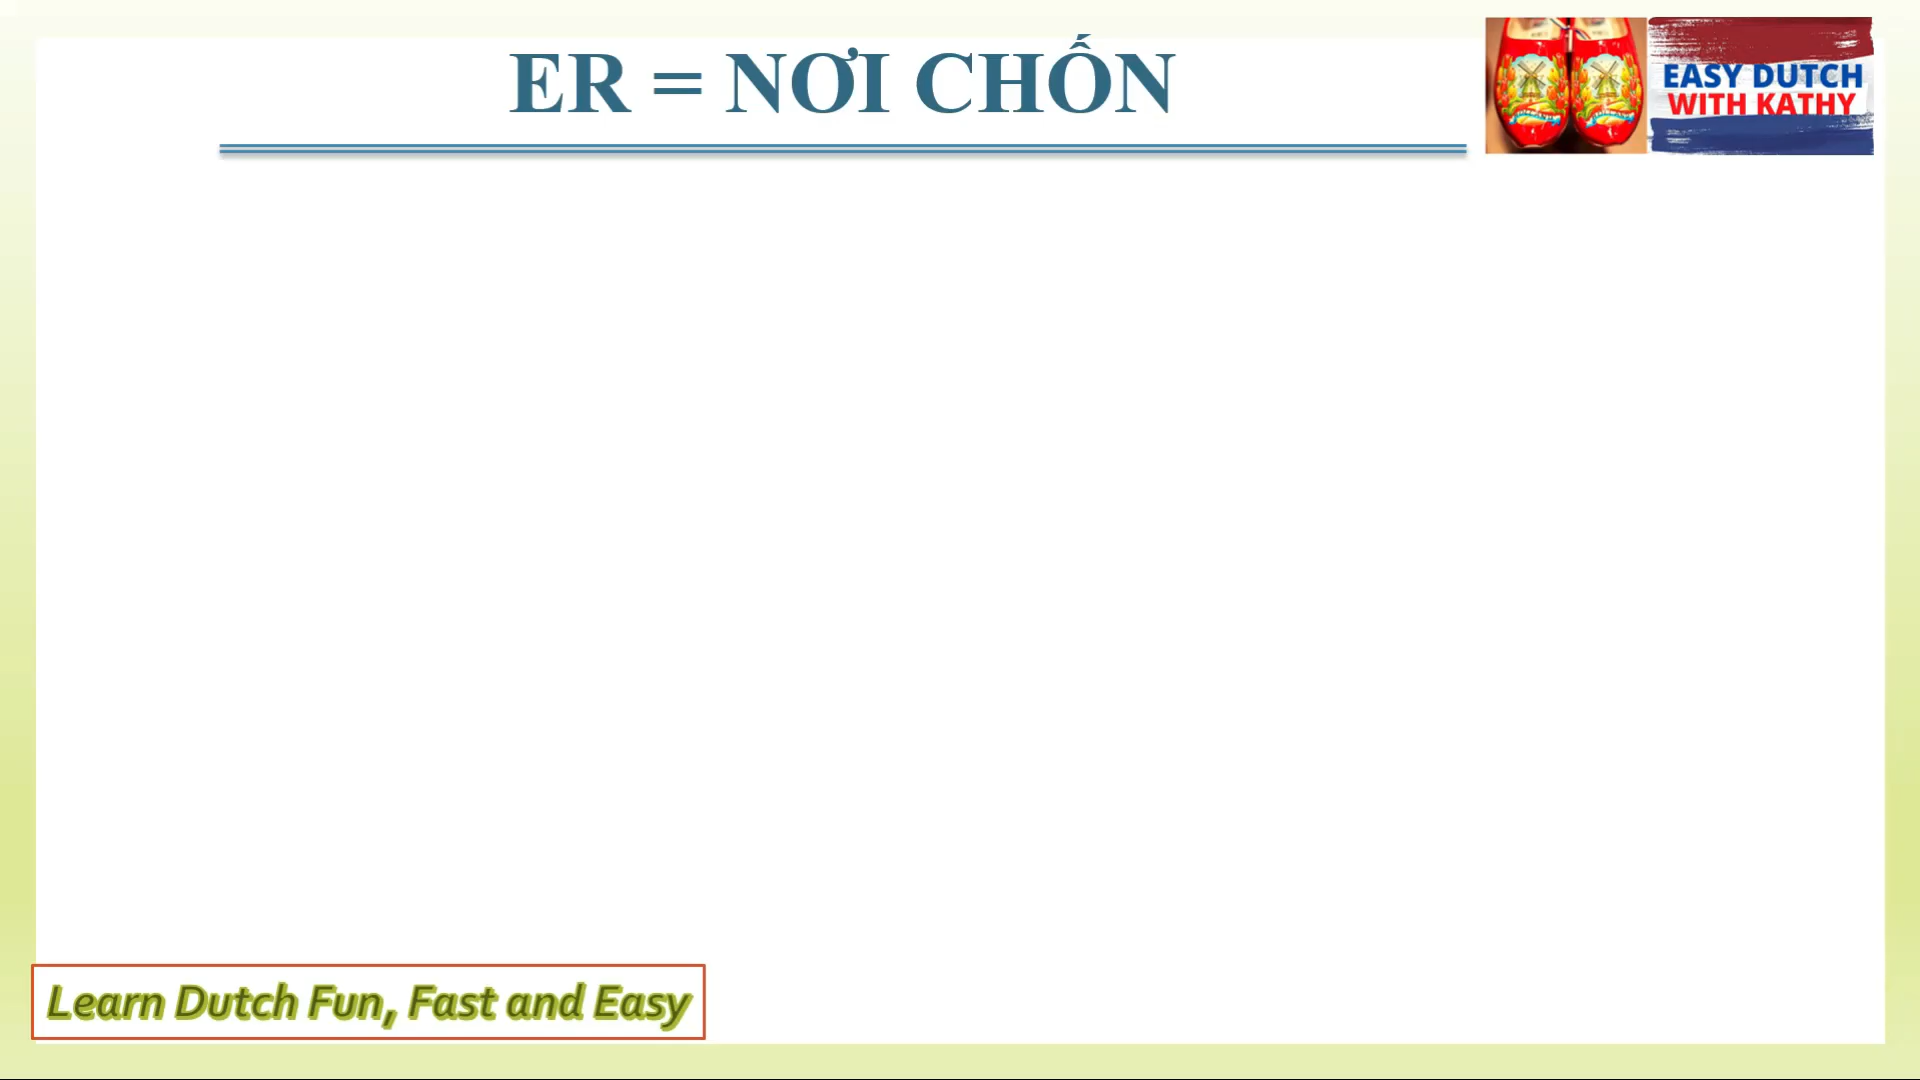 ER = NƠI CHỐN
EASY DUTCH
WITH KATHY
Learn Dutch Fun, Fast and Easy